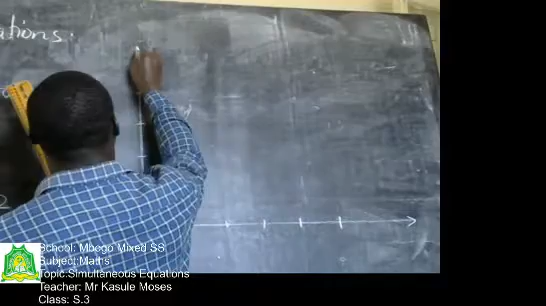 ations.
School: Mbogo Mixed SS
Subject:Maths
Topic:Simultaneous Equations
Teacher: Mr Kasule Moses
Class: S.3